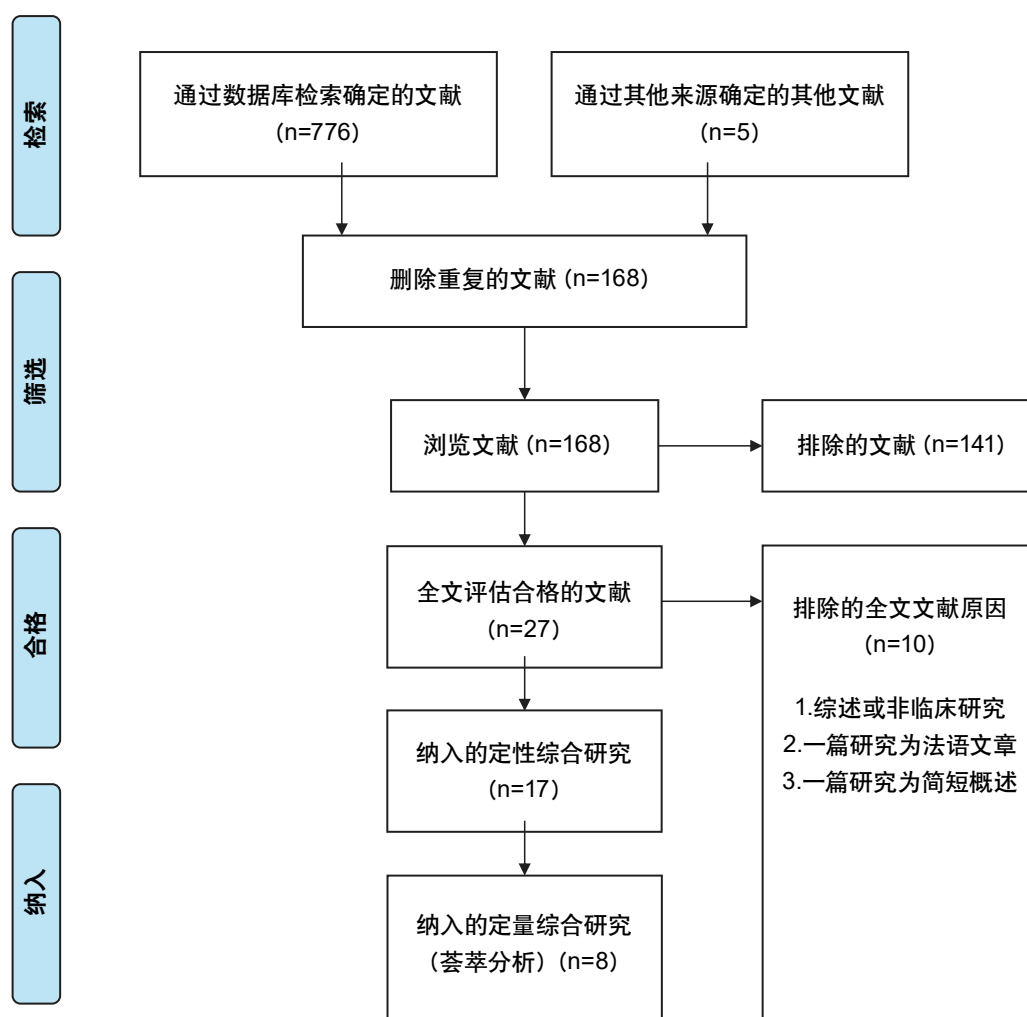 检索
通过数据库检索确定的文献
(n=776)
通过其他来源确定的其他文献
(n=5)
删除重复的文献 (n=168)
筛选
浏览文献 (n=168)
排除的文献 (n=141)
合格
全文评估合格的文献
(n=27)
排除的全文文献原因
(n=10)
1.综述或非临床研究
2.一篇研究为法语文章
3.一篇研究为简短概述
纳入的定性综合研究
(n=17)
纳入
纳入的定量综合研究
(荟萃分析) (n=8)